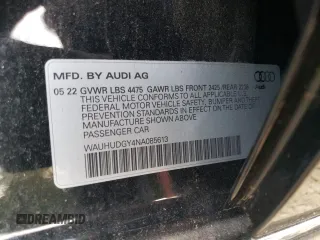 MFD. BY AUDI AG
05 22 GVWR LBS 4475 GAWR LBS FRONT 2425 /REAR
THIS VEHICLE CONFORMS TO ALL APPLICABLE
FEDERAL MOTOR VEHICLE SAFETY, BUMPER AND THEFT
PREVENTION STANDARDS IN EFFECT ON THE DATE OF
MANUFACTURE SHOWN ABOVE.
PASSENGER CAR
WAUHUDGY4NA085613
DREAMBID